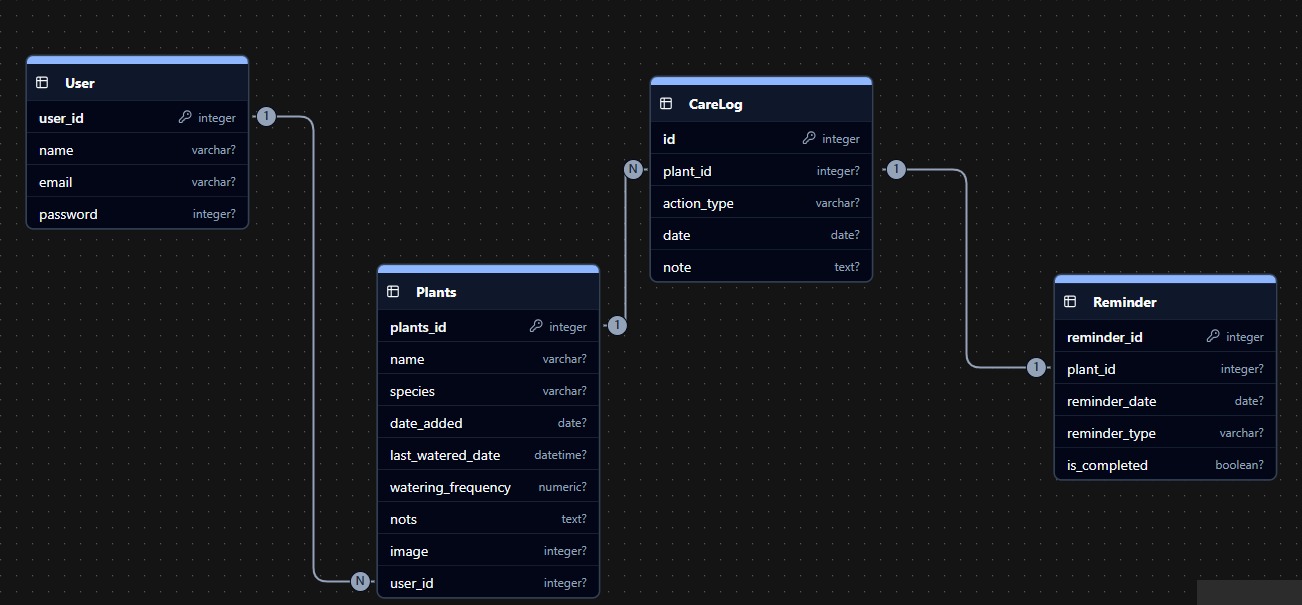 User
user_id integer
name varchar?
email varchar?
password integer?
1
N
Plants
plants_id integer
name varchar?
species varchar?
date_added date?
last_watered_date datetime?
watering_frequency numeric?
nots text?
image integer?
user_id integer?
1
N
CareLog
id integer
plant_id integer?
action_type varchar?
date date?
note text?
1
1
Reminder
reminder_id integer
plant_id integer?
reminder_date date?
reminder_type varchar?
is_completed boolean?